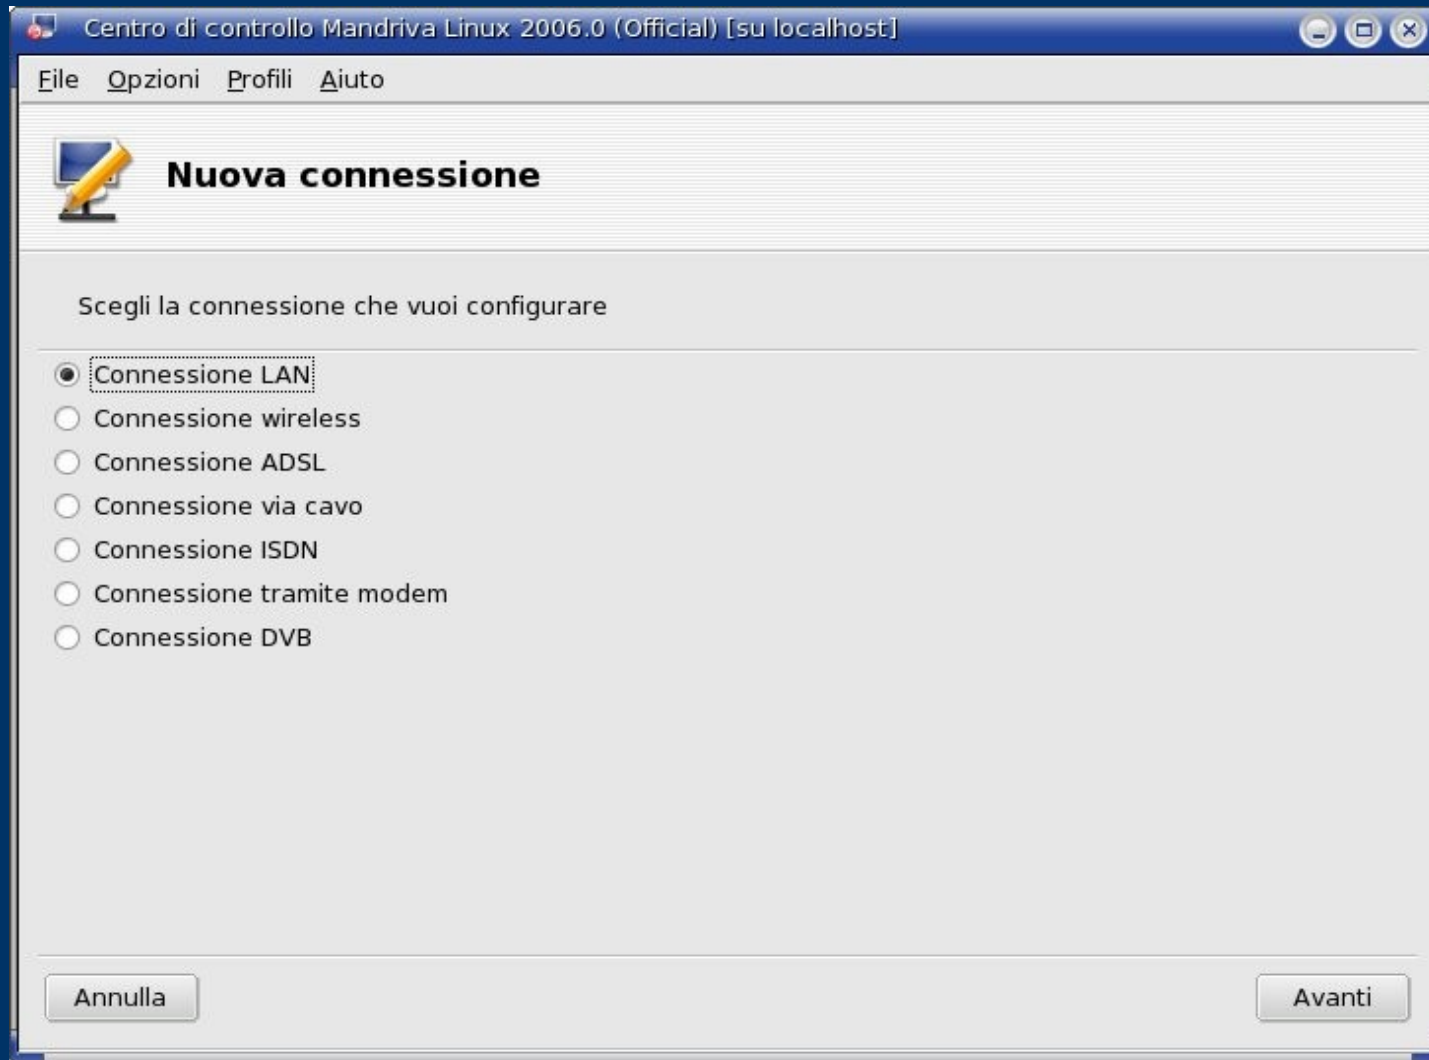 Centro di controllo Mandriva Linux 2006.0 (Official) [su localhost]
File Opzioni Profili Aiuto
Nuova connessione
Scegli la connessione che vuoi configurare
Connessione LAN
Connessione wireless
Connessione ADSL
Connessione via cavo
Connessione ISDN
Connessione tramite modem
Connessione DVB
Annulla Avanti